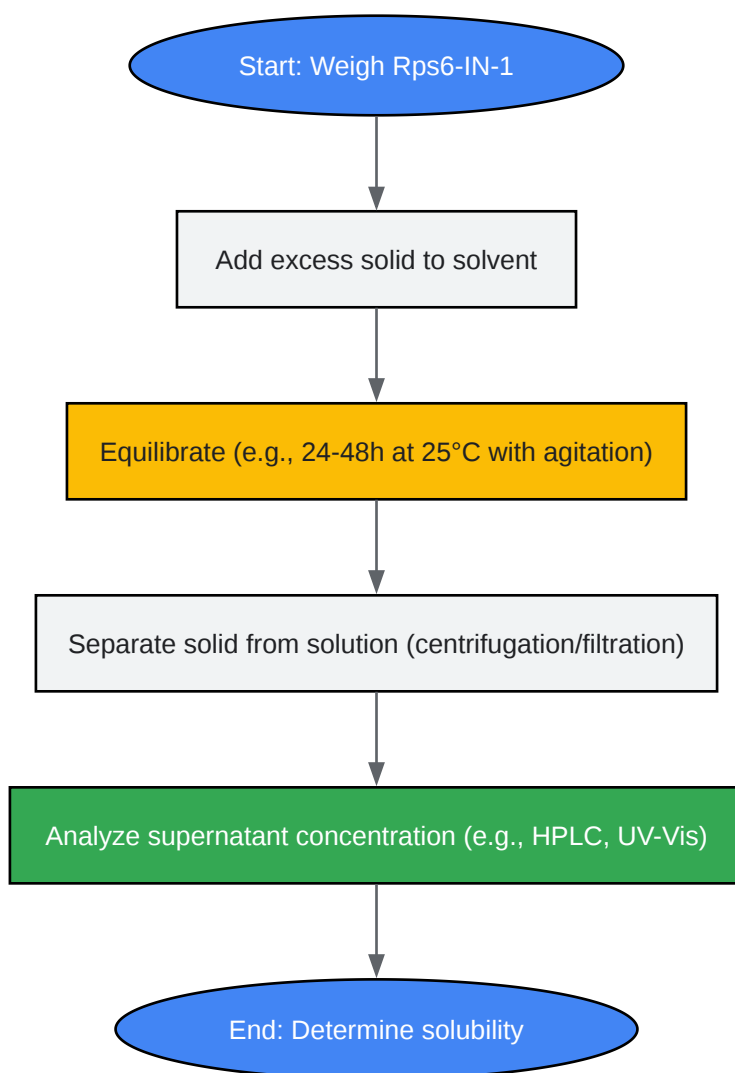 Start: Weigh Rps6-IN-1
Add excess solid to solvent
Equilibrate (e.g., 24-48h at 25°C with agitation)
Separate solid from solution (centrifugation/filtration)
Analyze supernatant concentration (e.g., HPLC, UV-Vis)
End: Determine solubility